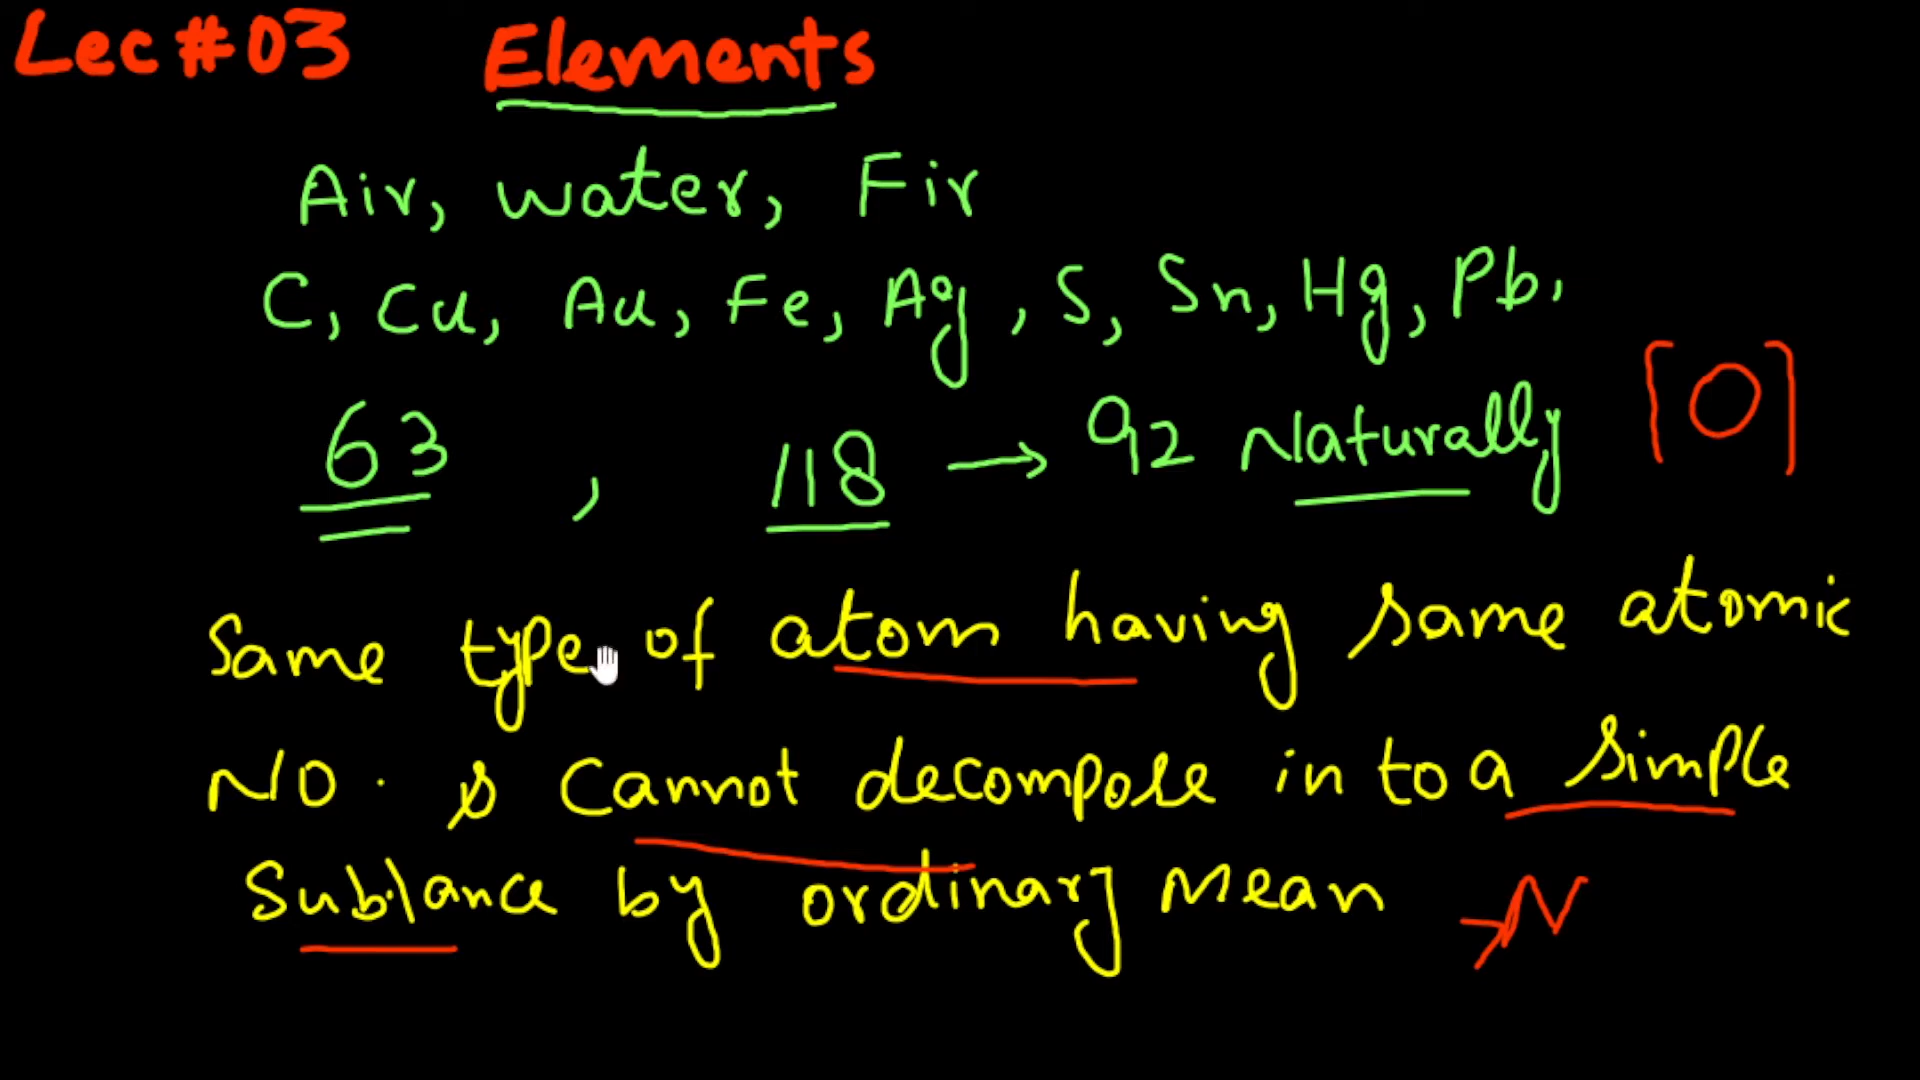 Lec #03 Elements
Air, water, Fir
C, Cu, Au, Fe, Ag, S, Sn, Hg, Pb,
63, 118 → 92 Naturally [O]
Same type of atom having same atomic
NO. & Cannot decompose in to a simple
Subtance by ordinary mean → N